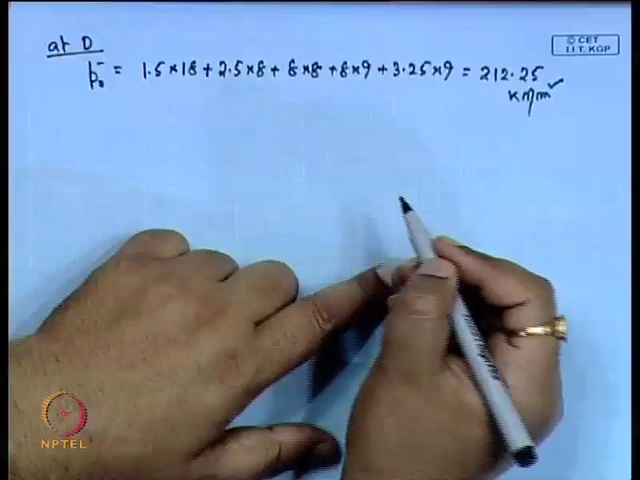 at D
© CET
I.I.T. KGP
p̄₀ = 1.5×18 + 2.5×8 + 8×8 + 8×9 + 3.25×9 = 212.25
kN/m² ✓
NPTEL